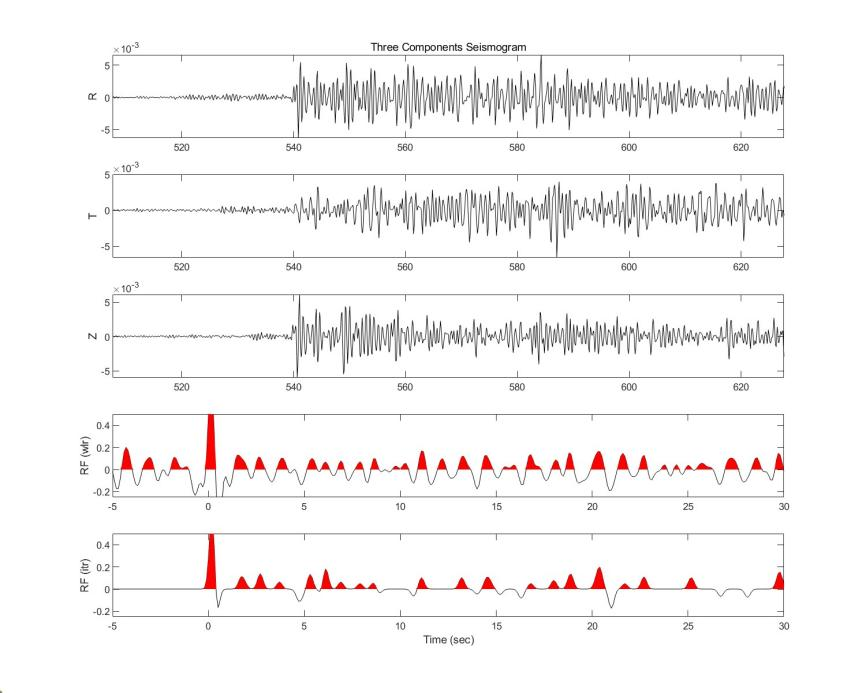 Three Components Seismogram
×10-3
5
0
-5
R
520 540 560 580 600 620
×10-3
5
0
-5
T
520 540 560 580 600 620
×10-3
5
0
-5
Z
520 540 560 580 600 620
0.4
0.2
0
-0.2
RF (wlr)
-5 0 5 10 15 20 25 30
0.4
0.2
0
-0.2
RF (itr)
-5 0 5 10 15 20 25 30
Time (sec)